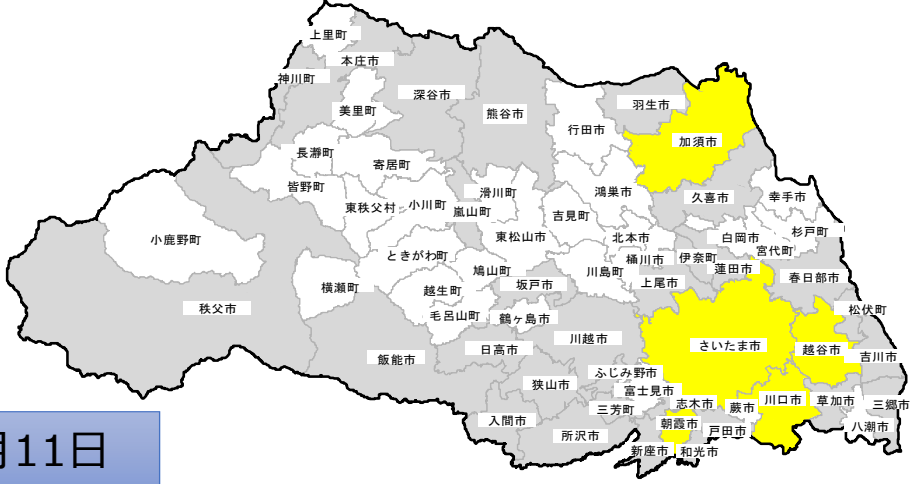 上里町
本庄市
神川町
深谷市
美里町
熊谷市
羽生市
行田市
加須市
長瀞町
寄居町
皆野町
滑川町
鴻巣市
久喜市
幸手市
東秩父村
小川町
嵐山町
吉見町
小鹿野町
東松山市
北本市
白岡市
杉戸町
宮代町
ときがわ町
桶川市
伊奈町
蓮田市
鳩山町
川島町
春日部市
横瀬町
越生町
坂戸市
上尾市
秩父市
毛呂山町
鶴ヶ島市
松伏町
川越市
さいたま市
越谷市
吉川市
飯能市
日高市
ふじみ野市
狭山市
富士見市
三芳町
志木市
蕨市
川口市
草加市
三郷市
入間市
朝霞市
戸田市
八潮市
所沢市
新座市
和光市
月11日